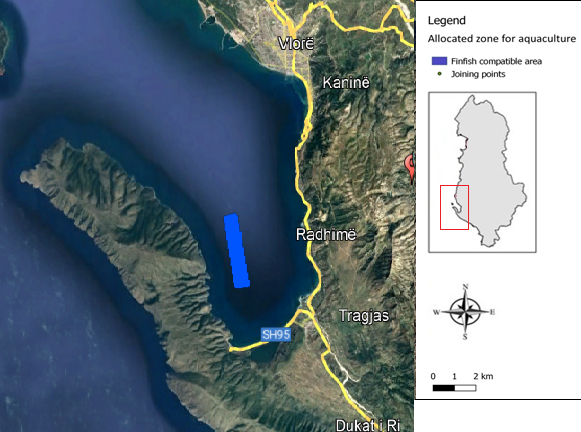 Vlorë
Kaninë
Radhimë
Tragjas
SH95
Dukat i Ri
Legend
Allocated zone for aquaculture
Finfish compatible area
Joining points
N
W E
S
0 1 2 km